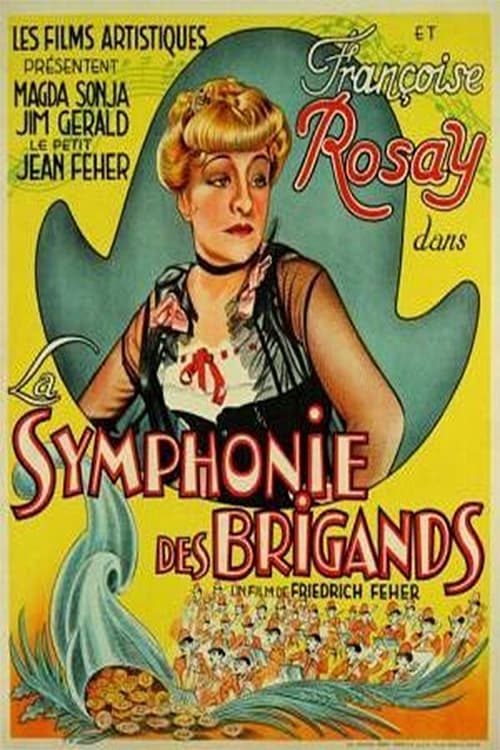 LES FILMS ARTISTIQUES
PRÉSENTENT
MAGDA SONJA
JIM GERALD
LE PETIT
JEAN FEHER
ET
Françoise
Rosay
dans
La
SYMPHONIE
DES BRIGANDS
UN FILM DE FRIEDRICH FEHER